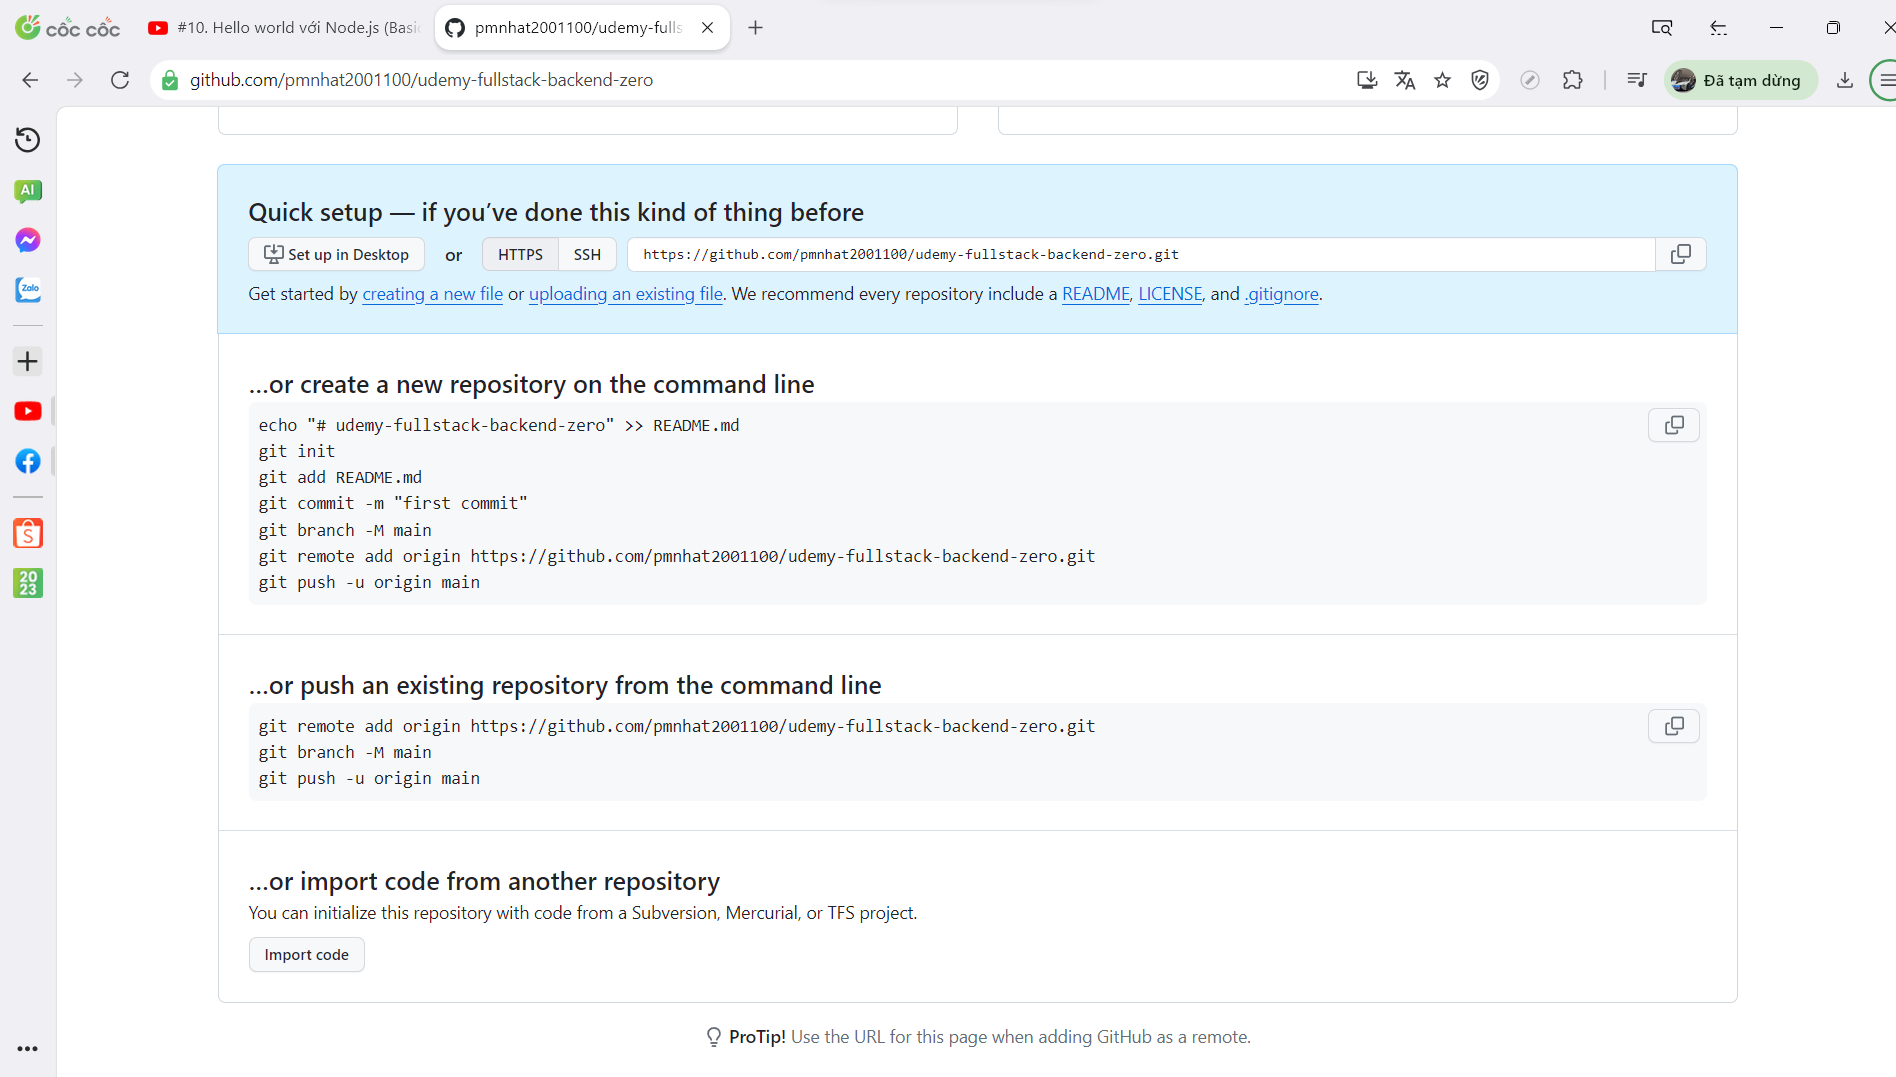 cốc cốc
#10. Hello world với Node.js (Basic
pmnhat2001100/udemy-fulls
github.com/pmnhat2001100/udemy-fullstack-backend-zero
Đã tạm dừng
AI
Zalo
20
23
Quick setup — if you’ve done this kind of thing before
Set up in Desktop or HTTPS SSH https://github.com/pmnhat2001100/udemy-fullstack-backend-zero.git
Get started by creating a new file or uploading an existing file. We recommend every repository include a README, LICENSE, and .gitignore.
…or create a new repository on the command line
echo "# udemy-fullstack-backend-zero" >> README.md
git init
git add README.md
git commit -m "first commit"
git branch -M main
git remote add origin https://github.com/pmnhat2001100/udemy-fullstack-backend-zero.git
git push -u origin main
…or push an existing repository from the command line
git remote add origin https://github.com/pmnhat2001100/udemy-fullstack-backend-zero.git
git branch -M main
git push -u origin main
…or import code from another repository
You can initialize this repository with code from a Subversion, Mercurial, or TFS project.
Import code
ProTip! Use the URL for this page when adding GitHub as a remote.